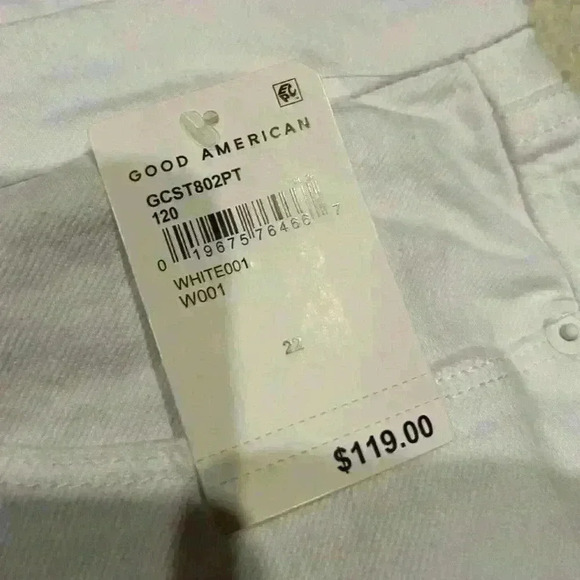 GOOD AMERICAN
GCST802PT
120
0 19675 76466 7
WHITE001
W001
22
$119.00